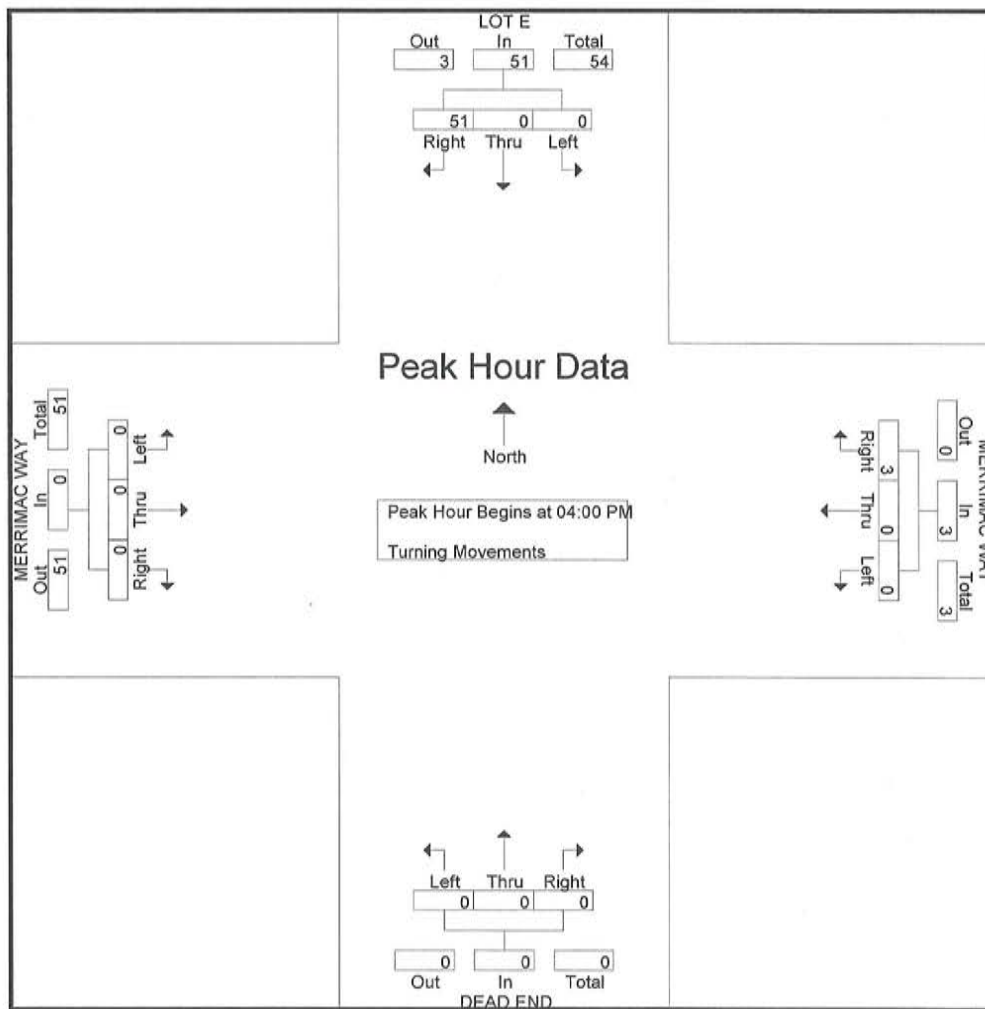 LOT E
Out In Total
3 51 54
51 0 0
Right Thru Left
Peak Hour Data
North
Peak Hour Begins at 04:00 PM
Turning Movements
MERRIMAC WAY
Out In Total
51 0 51
Right Thru Left
0 0 0
MERRIMAC WAY
Out In Total
0 3 3
Right Thru Left
3 0 0
Left Thru Right
0 0 0
0 0 0
Out In Total
DEAD END